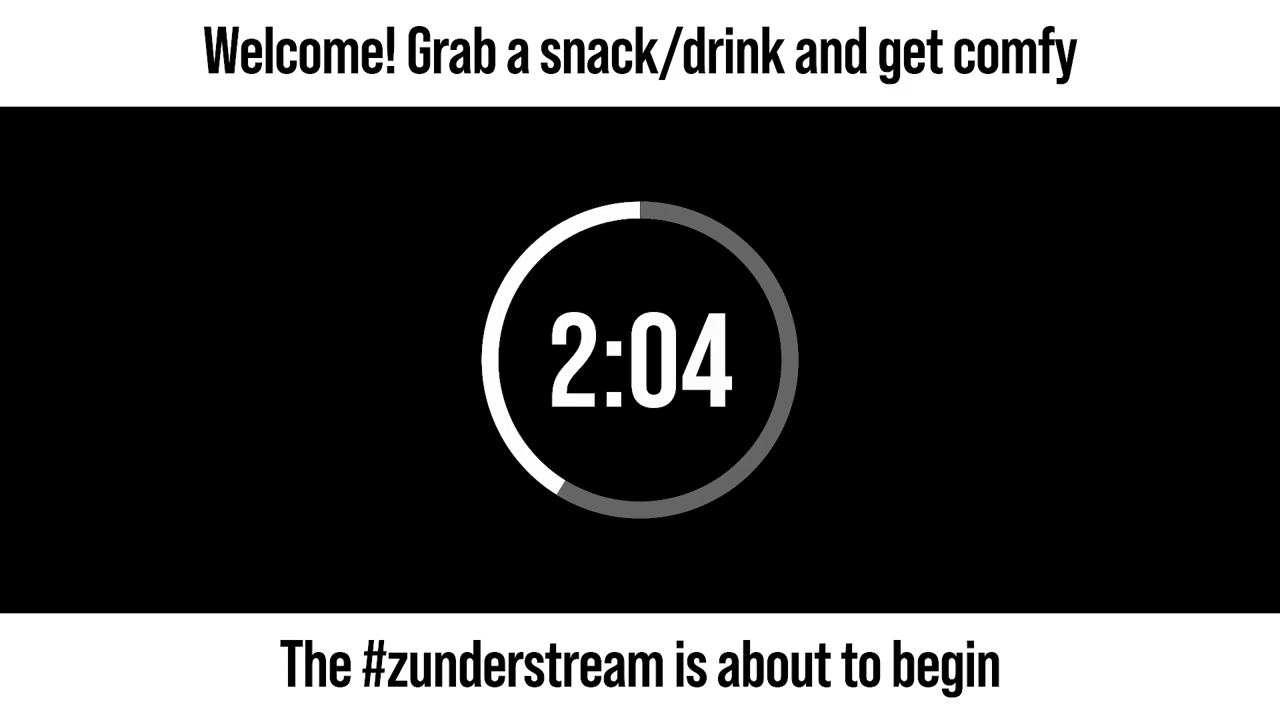 Welcome! Grab a snack/drink and get comfy
2:04
The #zunderstream is about to begin